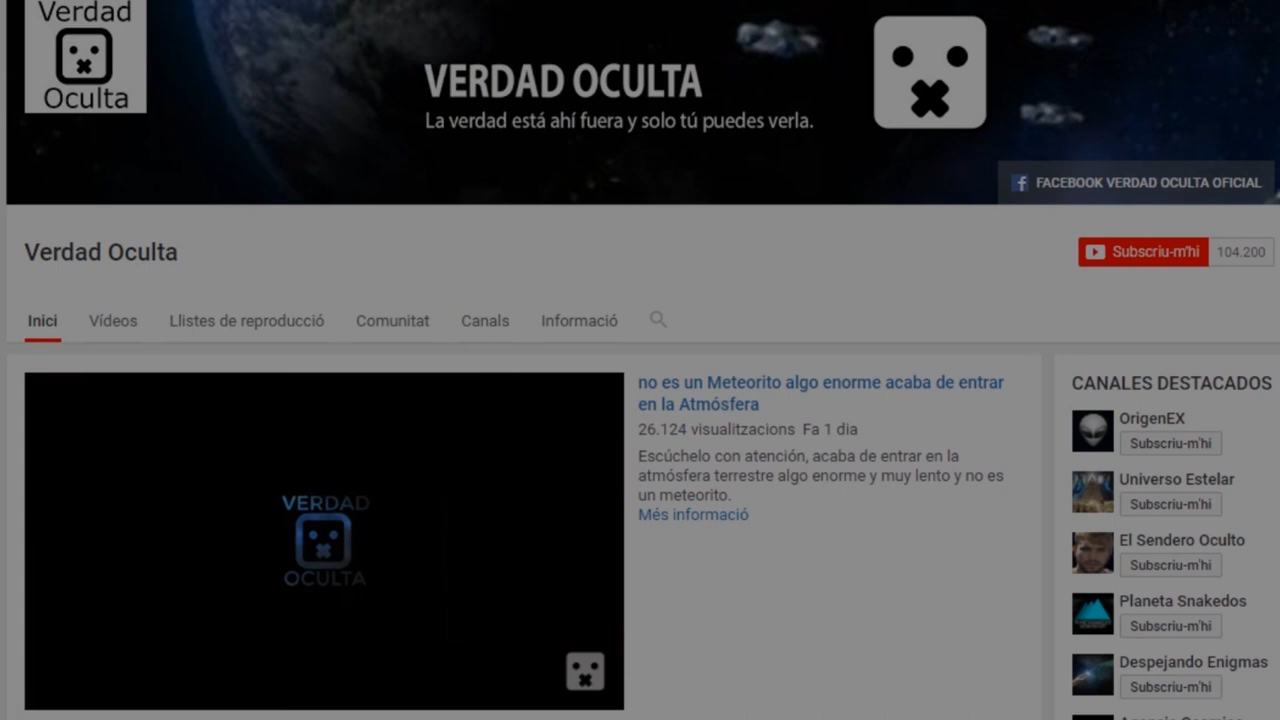 Verdad
Oculta
VERDAD OCULTA
La verdad está ahí fuera y solo tú puedes verla.
FACEBOOK VERDAD OCULTA OFICIAL
Verdad Oculta
Subscriu-m'hi 104.200
Inici Vídeos Llistes de reproducció Comunitat Canals Informació
VERDAD
OCULTA
no es un Meteorito algo enorme acaba de entrar
en la Atmósfera
26.124 visualitzacions Fa 1 dia
Escúchelo con atención, acaba de entrar en la
atmósfera terrestre algo enorme y muy lento y no es
un meteorito.
Més informació
CANALES DESTACADOS
OrigenEX
Subscriu-m'hi
Universo Estelar
Subscriu-m'hi
El Sendero Oculto
Subscriu-m'hi
Planeta Snakedos
Subscriu-m'hi
Despejando Enigmas
Subscriu-m'hi